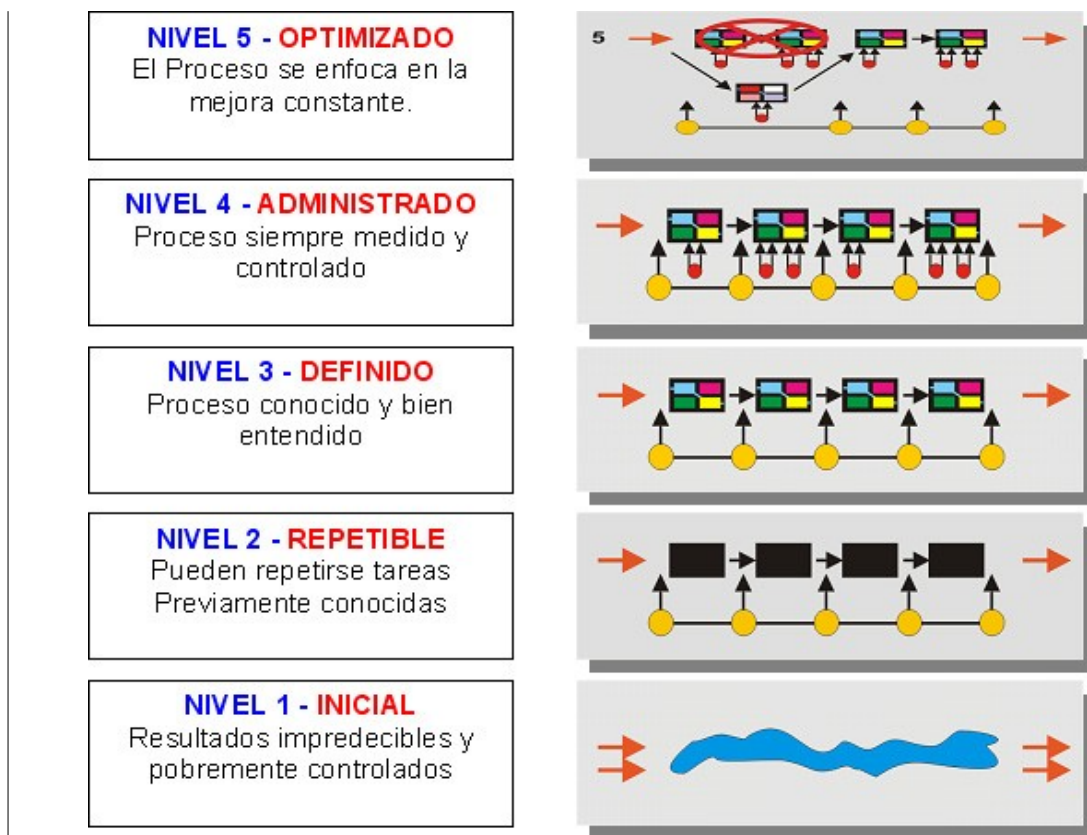 NIVEL 5 - OPTIMIZADO
El Proceso se enfoca en la
mejora constante.
5
NIVEL 4 - ADMINISTRADO
Proceso siempre medido y
controlado
NIVEL 3 - DEFINIDO
Proceso conocido y bien
entendido
NIVEL 2 - REPETIBLE
Pueden repetirse tareas
Previamente conocidas
NIVEL 1 - INICIAL
Resultados impredecibles y
pobremente controlados